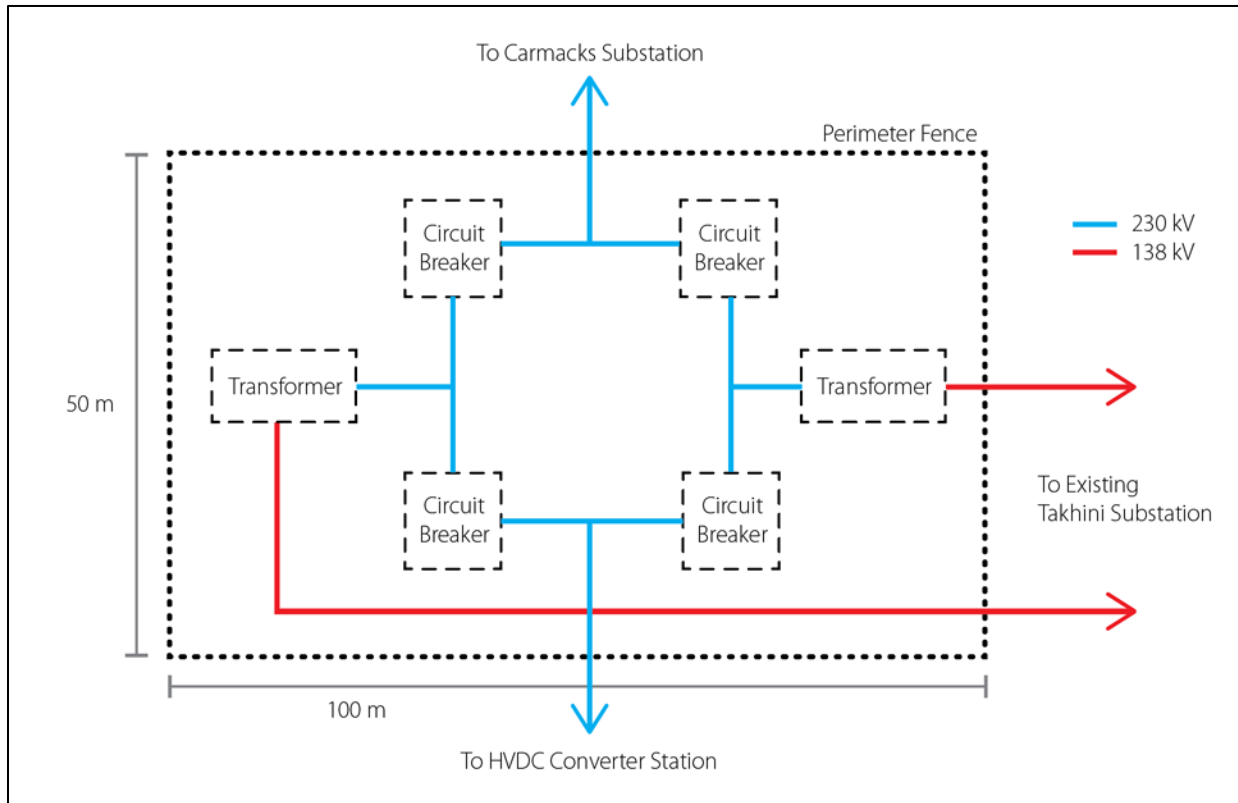 To Carmacks Substation
Perimeter Fence
230 kV
138 kV
Circuit
Breaker
Circuit
Breaker
Transformer
Transformer
50 m
Circuit
Breaker
Circuit
Breaker
To Existing
Takhini Substation
100 m
To HVDC Converter Station